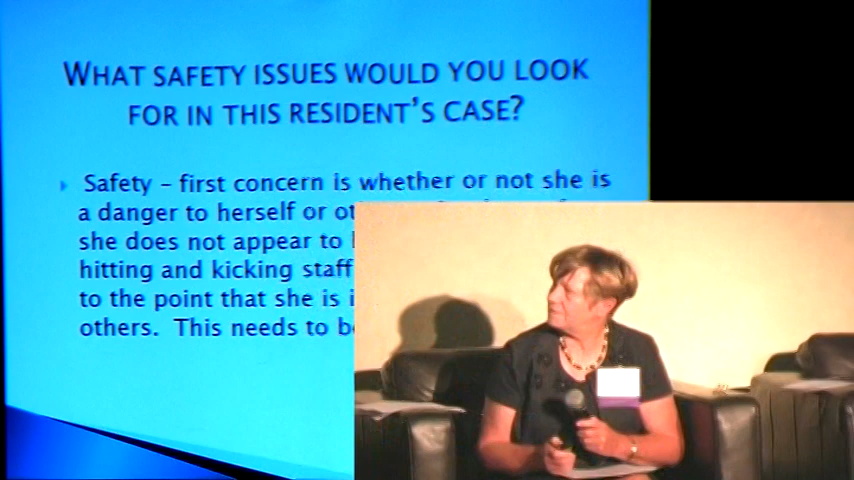 WHAT SAFETY ISSUES WOULD YOU LOOK
FOR IN THIS RESIDENT'S CASE?
Safety – first concern is whether or not she is
a danger to herself or
she does not appear to
hitting and kicking staff
to the point that she is
others. This needs to